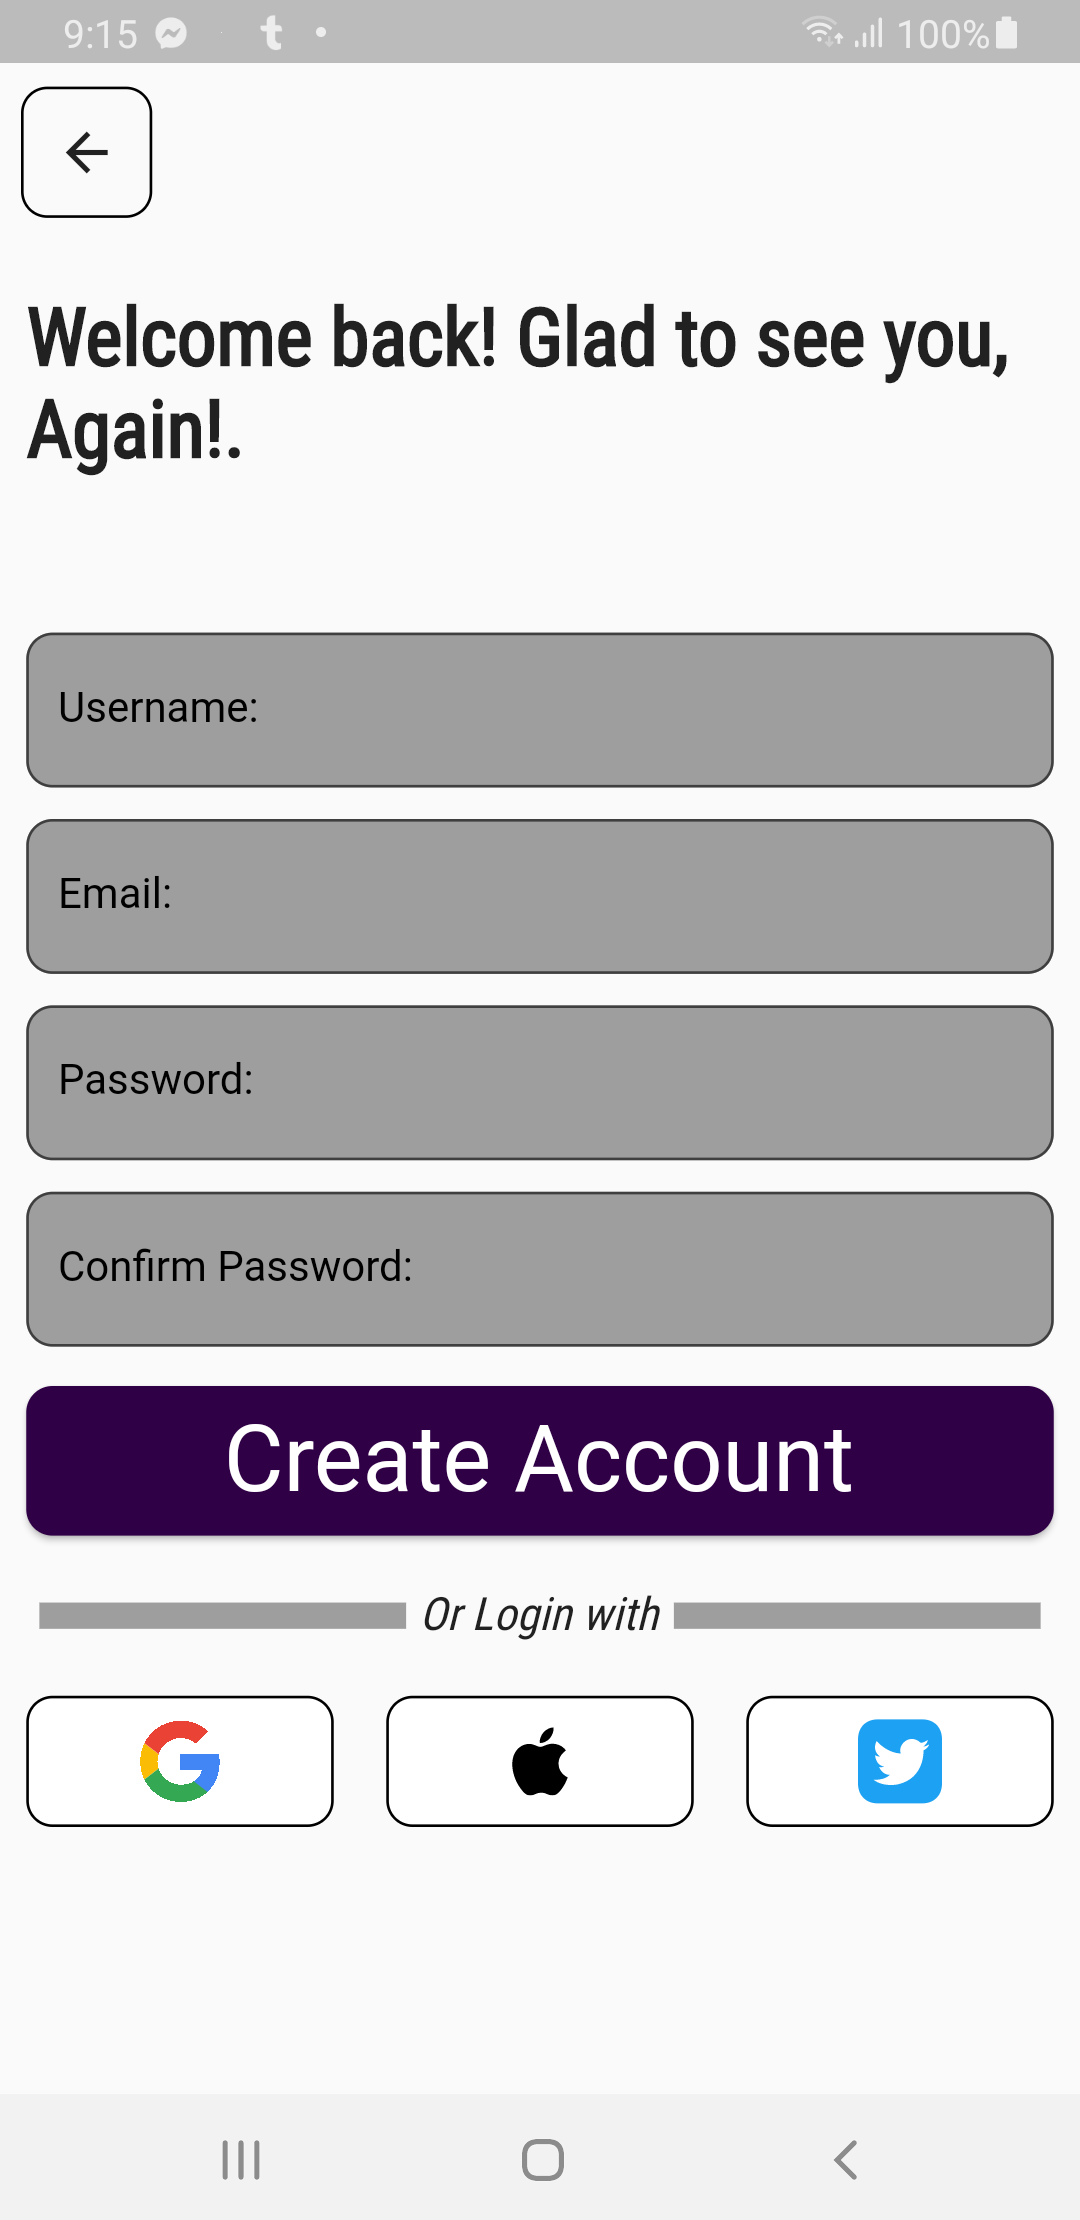 9:15 100%
Welcome back! Glad to see you,
Again!.
Username:
Email:
Password:
Confirm Password:
Create Account
Or Login with